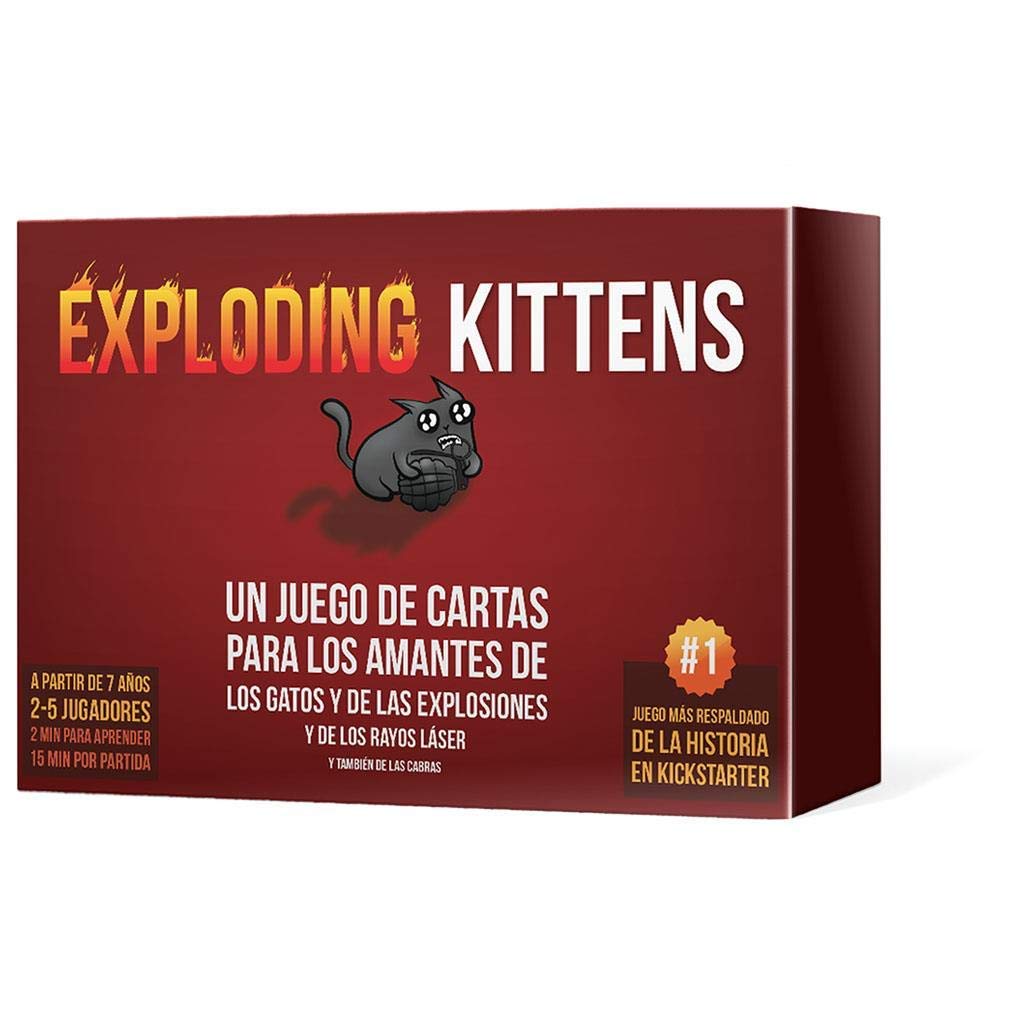 EXPLODING KITTENS
UN JUEGO DE CARTAS
PARA LOS AMANTES DE
LOS GATOS Y DE LAS EXPLOSIONES
Y DE LOS RAYOS LÁSER
Y TAMBIÉN DE LAS CABRAS
A PARTIR DE 7 AÑOS
2-5 JUGADORES
2 MIN PARA APRENDER
15 MIN POR PARTIDA
#1
JUEGO MÁS RESPALDADO
DE LA HISTORIA
EN KICKSTARTER